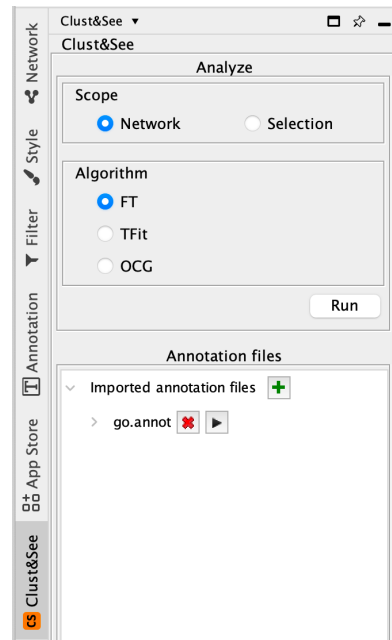 Clust&See
Clust&See
Analyze
Scope
Network
Selection
Algorithm
FT
TFit
OCG
Run
Annotation files
Imported annotation files
go.annot
Network
Style
Filter
Annotation
App Store
CS Clust&See